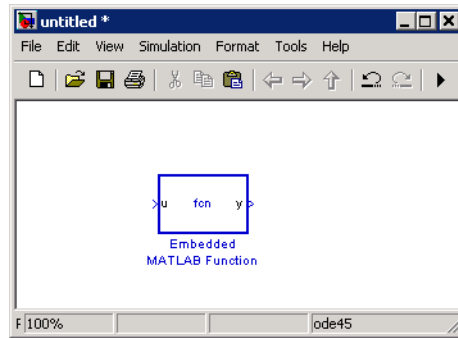 untitled *
File Edit View Simulation Format Tools Help
u fcn y
Embedded
MATLAB Function
F 100% ode45